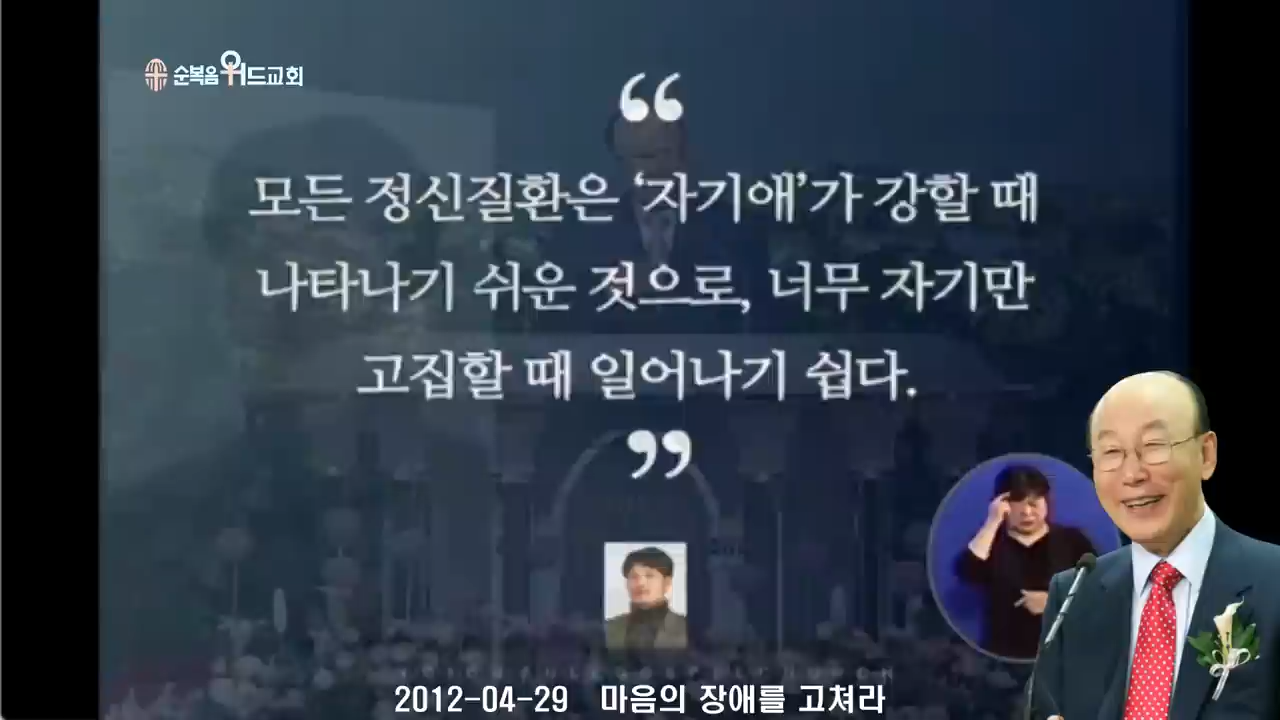 순복음워드교회
“
모든 정신질환은 ‘자기애’가 강할 때
나타나기 쉬운 것으로, 너무 자기만
고집할 때 일어나기 쉽다.
”
2012-04-29 마음의 장애를 고쳐라